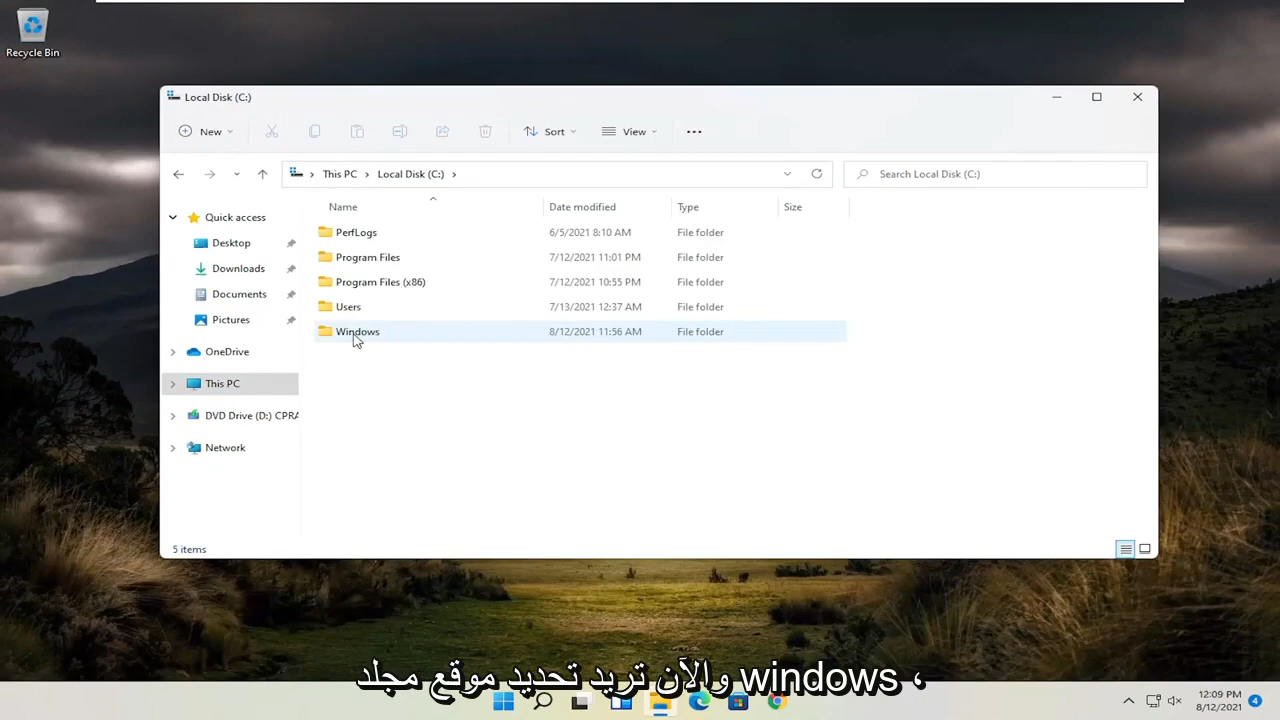 Recycle Bin
Local Disk (C:)
New
Sort
View
This PC
Local Disk (C:)
Search Local Disk (C:)
Name
Date modified
Type
Size
Quick access
Desktop
Downloads
Documents
Pictures
OneDrive
This PC
DVD Drive (D:) CPRA
Network
PerfLogs 6/5/2021 8:10 AM File folder
Program Files 7/12/2021 11:01 PM File folder
Program Files (x86) 7/12/2021 10:55 PM File folder
Users 7/13/2021 12:37 AM File folder
Windows 8/12/2021 11:56 AM File folder
5 items
والآن تريد تحديد موقع مجلد windows ،
12:09 PM
8/12/2021
4